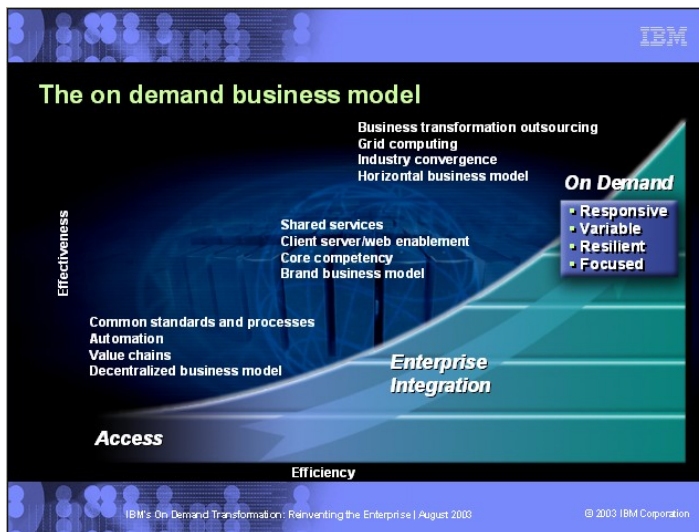 IBM
The on demand business model
Business transformation outsourcing
Grid computing
Industry convergence
Horizontal business model
On Demand
▪ Responsive
▪ Variable
▪ Resilient
▪ Focused
Effectiveness
Shared services
Client server/web enablement
Core competency
Brand business model
Common standards and processes
Automation
Value chains
Decentralized business model
Enterprise
Integration
Access
Efficiency
IBM's On Demand Transformation: Reinventing the Enterprise | August 2003
© 2003 IBM Corporation